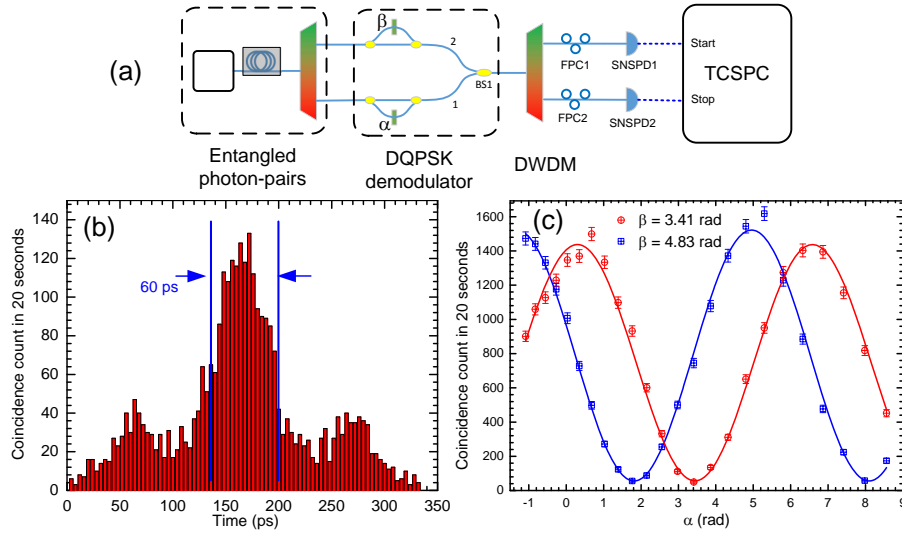 (a)
β
α
2
1
BS1
FPC1
SNSPD1
FPC2
SNSPD2
Start
TCSPC
Stop
Entangled
photon-pairs
DQPSK
demodulator
DWDM
(b)
60 ps
Coincidence count in 20 seconds
140
120
100
80
60
40
20
0
0 50 100 150 200 250 300 350
Time (ps)
(c)
β = 3.41 rad
β = 4.83 rad
Coincidence count in 20 seconds
1600
1400
1200
1000
800
600
400
200
0
-1 0 1 2 3 4 5 6 7 8 9
α (rad)